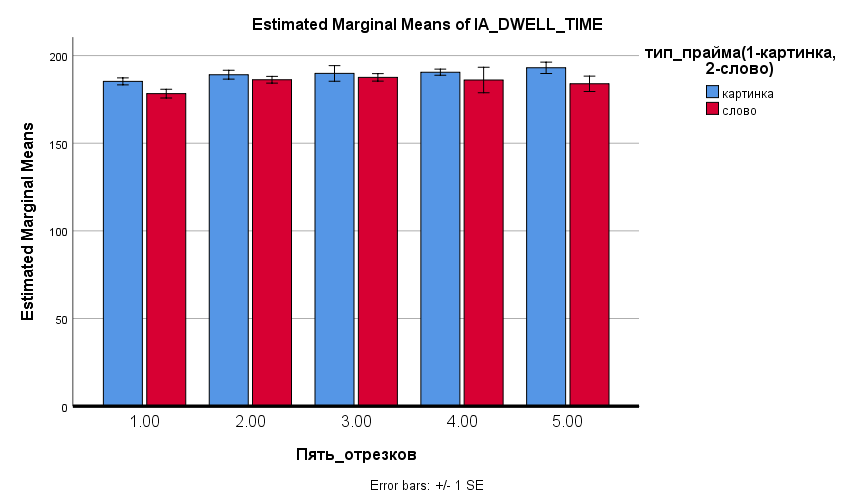 Estimated Marginal Means of IA_DWELL_TIME
тип_прайма(1-картинка,
2-слово)
картинка
слово
Estimated Marginal Means
200
150
100
50
0
1.00 2.00 3.00 4.00 5.00
Пять_отрезков
Error bars: +/- 1 SE